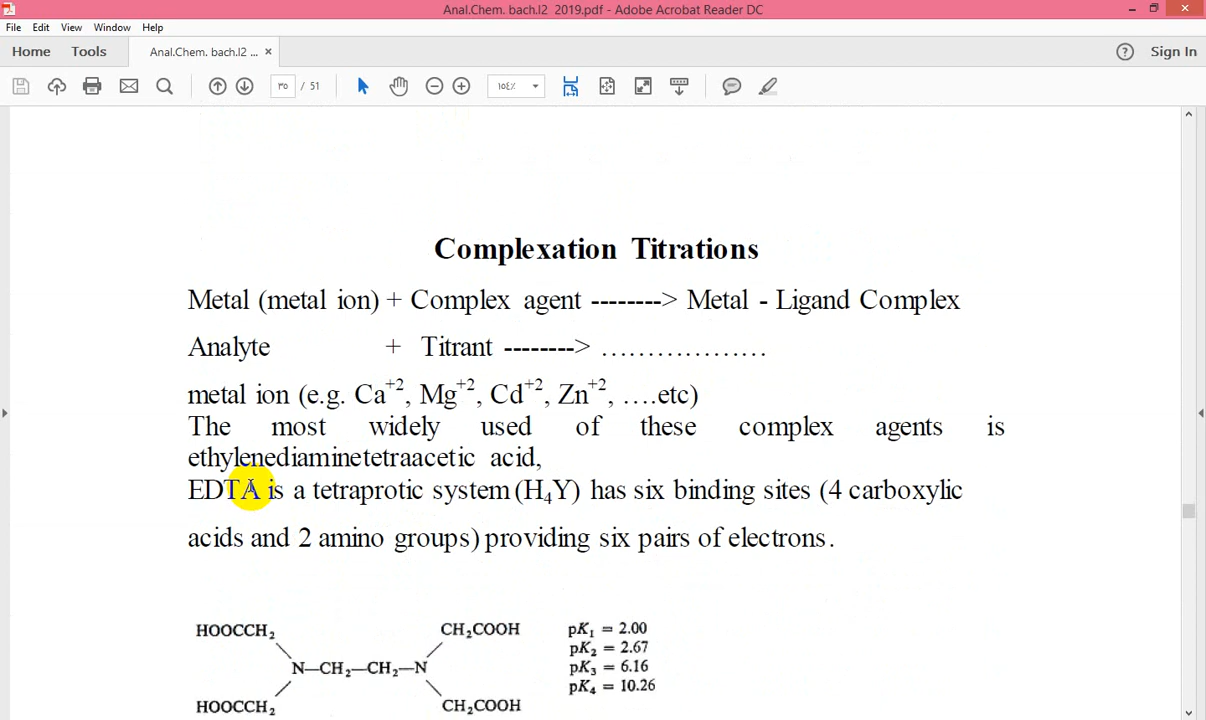 Anal.Chem. bach.l2 2019.pdf - Adobe Acrobat Reader DC
File Edit View Window Help
Home Tools Anal.Chem. bach.l2 ... × Sign In
٣٥ / 51 ١٥٤٪
Complexation Titrations
Metal (metal ion) + Complex agent --------> Metal - Ligand Complex
Analyte + Titrant --------> ………………
metal ion (e.g. Ca+2, Mg+2, Cd+2, Zn+2, ….etc)
The most widely used of these complex agents is
ethylenediaminetetraacetic acid,
EDTA is a tetraprotic system (H4Y) has six binding sites (4 carboxylic
acids and 2 amino groups) providing six pairs of electrons.
HOOCCH2 CH2COOH pK1 = 2.00
pK2 = 2.67
N—CH2—CH2—N pK3 = 6.16
pK4 = 10.26
HOOCCH2 CH2COOH